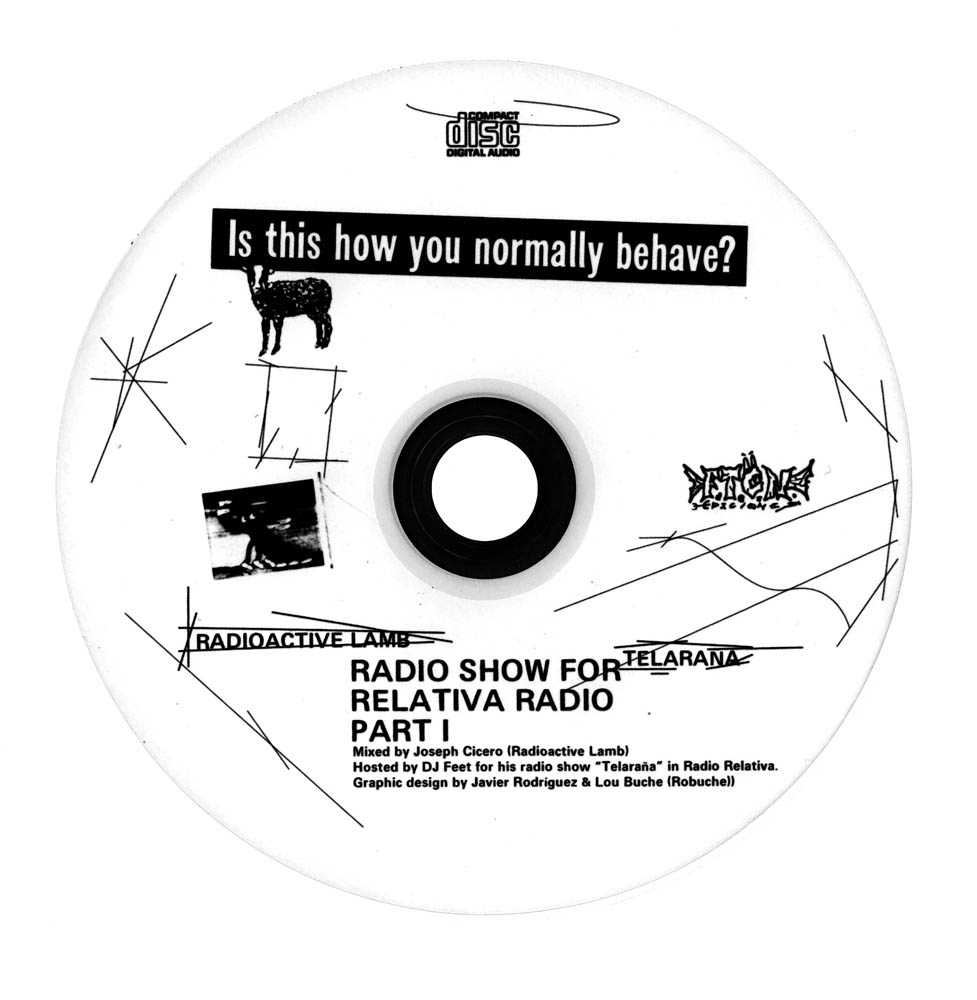 COMPACT
disc
DIGITAL AUDIO
Is this how you normally behave?
RADIOACTIVE LAMB
TELARANA
RADIO SHOW FOR
RELATIVA RADIO
PART I
Mixed by Joseph Cicero (Radioactive Lamb)
Hosted by DJ Feet for his radio show “Telaraña” in Radio Relativa.
Graphic design by Javier Rodríguez & Lou Buche (Robuche))